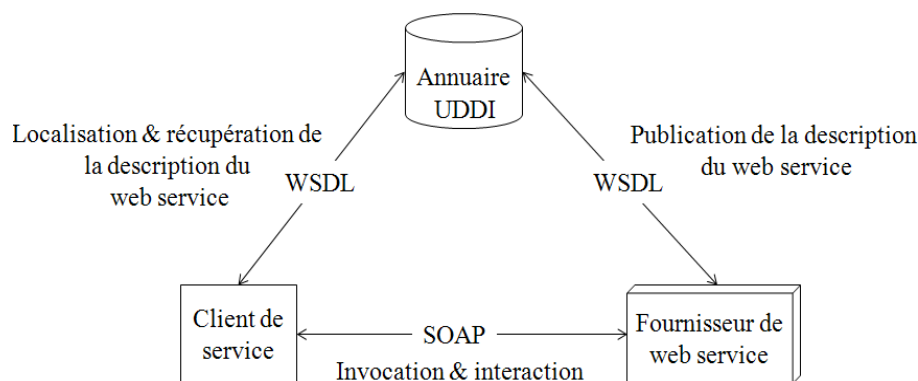 Annuaire
UDDI
Localisation & récupération de
la description du
web service
WSDL
Publication de la description
du web service
WSDL
Client de
service
SOAP
Invocation & interaction
Fournisseur de
web service